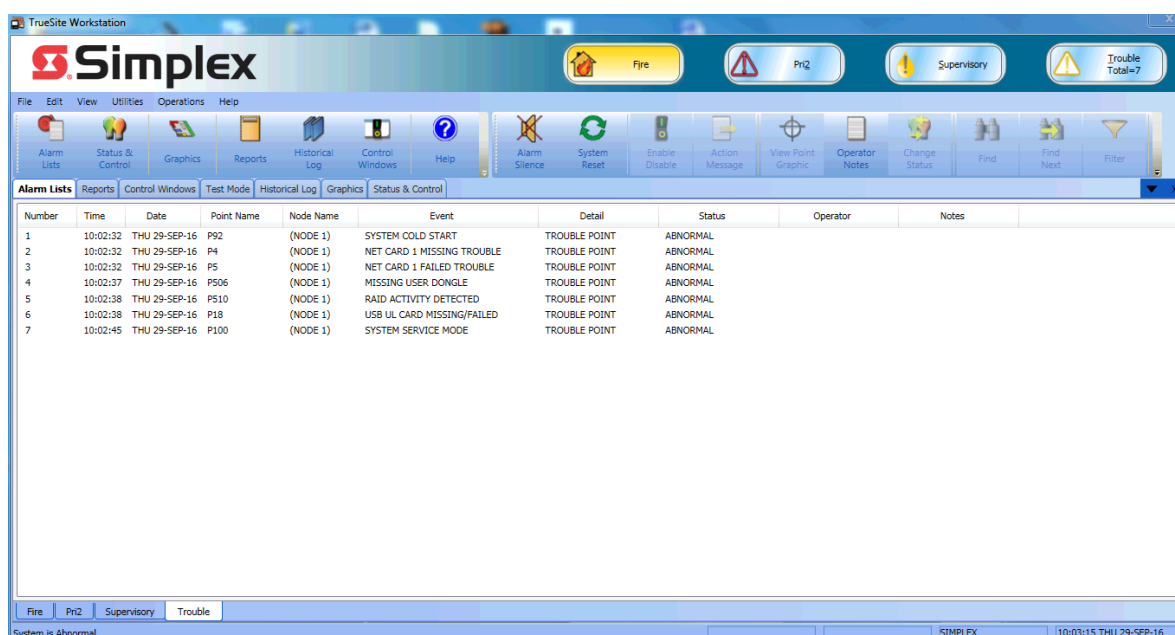 TrueSite Workstation
Simplex
Fire
Pri2
Supervisory
Trouble
Total=7
File Edit View Utilities Operations Help
Alarm Lists
Status & Control
Graphics
Reports
Historical Log
Control Windows
Help
Alarm Silence
System Reset
Enable Disable
Action Message
View Point Graphic
Operator Notes
Change Status
Find
Find Next
Filter
Alarm Lists Reports Control Windows Test Mode Historical Log Graphics Status & Control
Number Time Date Point Name Node Name Event Detail Status Operator Notes
1 10:02:32 THU 29-SEP-16 P92 (NODE 1) SYSTEM COLD START TROUBLE POINT ABNORMAL
2 10:02:32 THU 29-SEP-16 P4 (NODE 1) NET CARD 1 MISSING TROUBLE TROUBLE POINT ABNORMAL
3 10:02:32 THU 29-SEP-16 P5 (NODE 1) NET CARD 1 FAILED TROUBLE TROUBLE POINT ABNORMAL
4 10:02:37 THU 29-SEP-16 P506 (NODE 1) MISSING USER DONGLE TROUBLE POINT ABNORMAL
5 10:02:38 THU 29-SEP-16 P510 (NODE 1) RAID ACTIVITY DETECTED TROUBLE POINT ABNORMAL
6 10:02:38 THU 29-SEP-16 P18 (NODE 1) USB UL CARD MISSING/FAILED TROUBLE POINT ABNORMAL
7 10:02:45 THU 29-SEP-16 P100 (NODE 1) SYSTEM SERVICE MODE TROUBLE POINT ABNORMAL
Fire Pri2 Supervisory Trouble
System is Abnormal SIMPLEX 10:03:15 THU 29-SEP-16